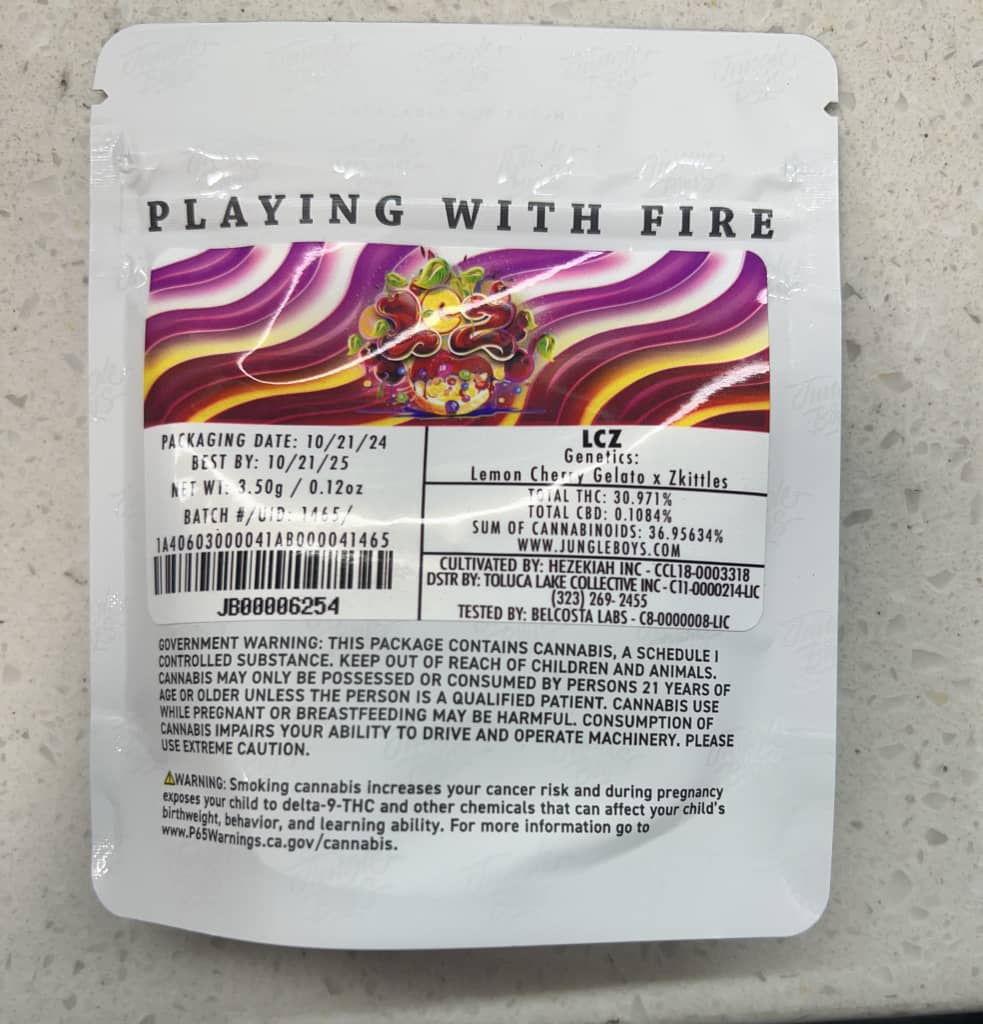 PLAYING WITH FIRE
PACKAGING DATE: 10/21/24
BEST BY: 10/21/25
NET WT: 3.50g / 0.12oz
BATCH #/UID: 1465/
1A40603000041AB000041465
JB00006254
LCZ
Genetics:
Lemon Cherry Gelato x Zkittles
TOTAL THC: 30.971%
TOTAL CBD: 0.1084%
SUM OF CANNABINOIDS: 36.95634%
WWW.JUNGLEBOYS.COM
CULTIVATED BY: HEZEKIAH INC - CCL18-0003318
DSTR BY: TOLUCA LAKE COLLECTIVE INC - C11-0000214-LIC
(323) 269- 2455
TESTED BY: BELCOSTA LABS - C8-0000008-LIC
GOVERNMENT WARNING: THIS PACKAGE CONTAINS CANNABIS, A SCHEDULE I
CONTROLLED SUBSTANCE. KEEP OUT OF REACH OF CHILDREN AND ANIMALS.
CANNABIS MAY ONLY BE POSSESSED OR CONSUMED BY PERSONS 21 YEARS OF
AGE OR OLDER UNLESS THE PERSON IS A QUALIFIED PATIENT. CANNABIS USE
WHILE PREGNANT OR BREASTFEEDING MAY BE HARMFUL. CONSUMPTION OF
CANNABIS IMPAIRS YOUR ABILITY TO DRIVE AND OPERATE MACHINERY. PLEASE
USE EXTREME CAUTION.
⚠WARNING: Smoking cannabis increases your cancer risk and during pregnancy
exposes your child to delta-9-THC and other chemicals that can affect your child's
birthweight, behavior, and learning ability. For more information go to
www.P65Warnings.ca.gov/cannabis.